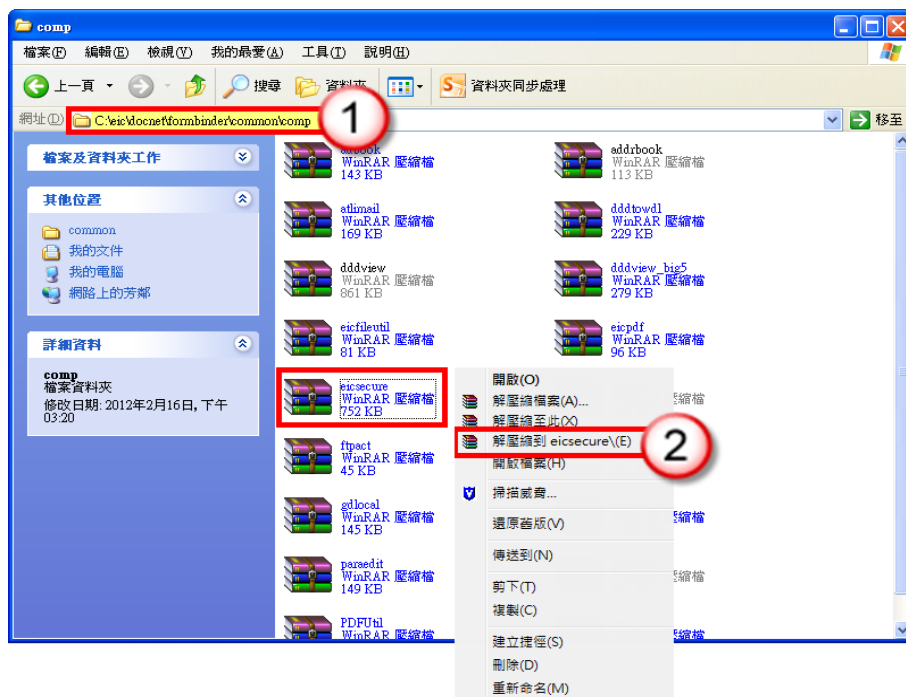 comp
檔案(F) 編輯(E) 檢視(V) 我的最愛(A) 工具(T) 說明(H)
上一頁 搜尋 資料夾 資料夾同步處理
網址(D) C:\eic\docnet\formbinder\common\comp 移至
1
檔案及資料夾工作
其他位置
common
我的文件
我的電腦
網路上的芳鄰
詳細資料
comp
檔案資料夾
修改日期: 2012年2月16日, 下午
03:20
WinRAR 壓縮檔
143 KB
addrbook
WinRAR 壓縮檔
113 KB
atlimail
WinRAR 壓縮檔
169 KB
dddtowdl
WinRAR 壓縮檔
229 KB
dddview
WinRAR 壓縮檔
861 KB
dddview_big5
WinRAR 壓縮檔
279 KB
eicfileutil
WinRAR 壓縮檔
81 KB
eicpdf
WinRAR 壓縮檔
96 KB
eicsecure
WinRAR 壓縮檔
752 KB
ftpact
WinRAR 壓縮檔
45 KB
gdlocal
WinRAR 壓縮檔
145 KB
paraedit
WinRAR 壓縮檔
149 KB
PDFUtil
WinRAR 壓縮檔
開啟(O)
解壓縮檔案(A)...
解壓縮至此(X)
解壓縮到 eicsecure\(E)
2
開啟檔案(H)
掃描威脅...
還原舊版(V)
傳送到(N)
剪下(T)
複製(C)
建立捷徑(S)
刪除(D)
重新命名(M)
縮檔
縮檔
縮檔
縮檔